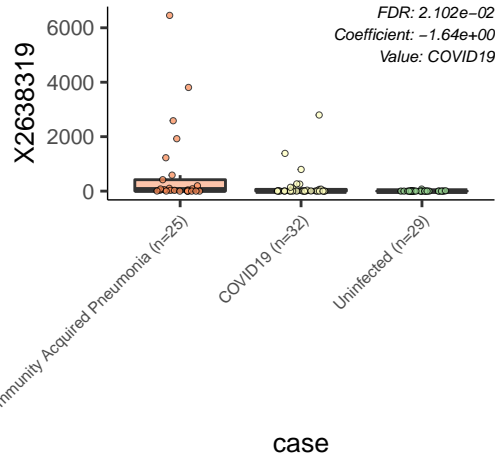 FDR: 2.102e−02
Coefficient: −1.64e+00
Value: COVID19
X2638319
6000
4000
2000
0
mmunity Acquired Pneumonia (n=25)
COVID19 (n=32)
Uninfected (n=29)
case